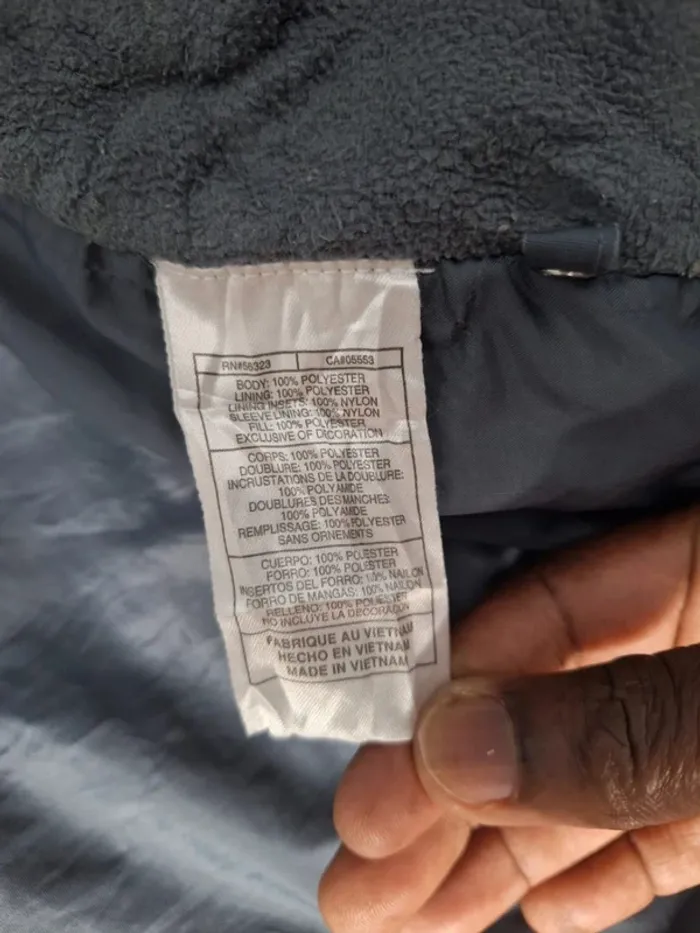 RN#56323 CA#05553
BODY: 100% POLYESTER
LINING: 100% POLYESTER
LINING INSETS: 100% NYLON
SLEEVE LINING: 100% NYLON
FILL: 100% POLYESTER
EXCLUSIVE OF DECORATION
CORPS: 100% POLYESTER
DOUBLURE: 100% POLYESTER
INCRUSTATIONS DE LA DOUBLURE:
100% POLYAMIDE
DOUBLURES DES MANCHES:
100% POLYAMIDE
REMPLISSAGE: 100% POLYESTER
SANS ORNEMENTS
CUERPO: 100% POLIESTER
FORRO: 100% POLIESTER
INSERTOS DEL FORRO: 100% NAILON
FORRO DE MANGAS: 100% NAILON
RELLENO: 100% POLIESTER
NO INCLUYE LA DECORACION
FABRIQUE AU VIETNAM
HECHO EN VIETNAM
MADE IN VIETNAM